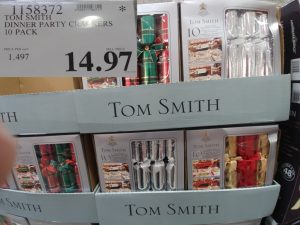 1158372 *
TOM SMITH
DINNER PARTY CRACKERS
10 PACK
1.497
14.97
10
TOM SMITH
10
TOM SMITH
TOM SMITH